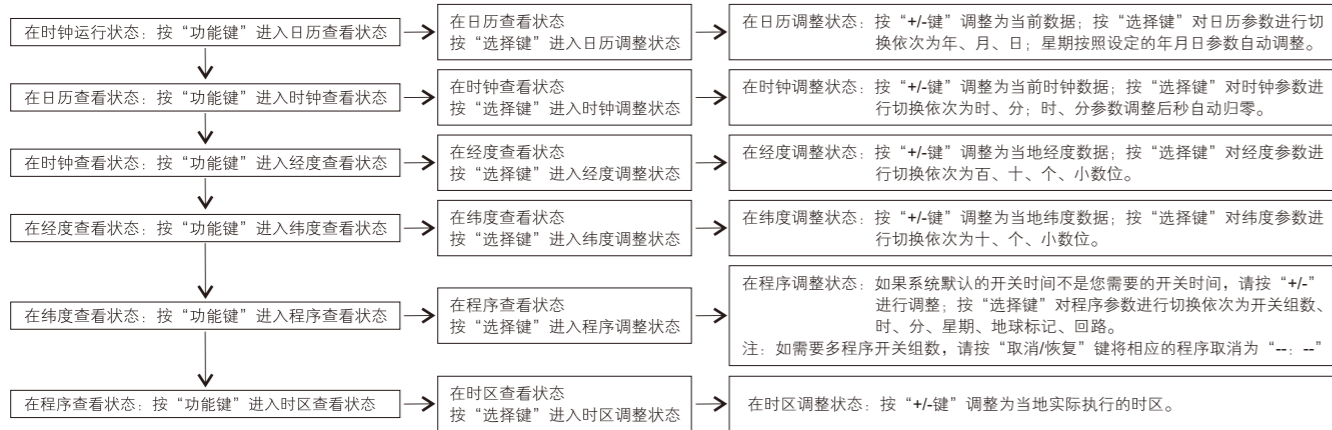 在时钟运行状态：按“功能键”进入日历查看状态
在日历查看状态
按“选择键”进入日历调整状态
在日历调整状态：按“+/-键”调整为当前数据；按“选择键”对日历参数进行切
换依次为年、月、日；星期按照设定的年月日参数自动调整。
在日历查看状态：按“功能键”进入时钟查看状态
在时钟查看状态
按“选择键”进入时钟调整状态
在时钟调整状态：按“+/-键”调整为当前时钟数据；按“选择键”对时钟参数进
行切换依次为时、分；时、分参数调整后秒自动归零。
在时钟查看状态：按“功能键”进入经度查看状态
在经度查看状态
按“选择键”进入经度调整状态
在经度调整状态：按“+/-键”调整为当地经度数据；按“选择键”对经度参数进
行切换依次为百、十、个、小数位。
在经度查看状态：按“功能键”进入纬度查看状态
在纬度查看状态
按“选择键”进入纬度调整状态
在纬度调整状态：按“+/-键”调整为当地纬度数据；按“选择键”对纬度参数进
行切换依次为十、个、小数位。
在纬度查看状态：按“功能键”进入程序查看状态
在程序查看状态
按“选择键”进入程序调整状态
在程序调整状态：如果系统默认的开关时间不是您需要的开关时间，请按“+/-”
进行调整；按“选择键”对程序参数进行切换依次为开关组数、
时、分、星期、地球标记、回路。
注：如需要多程序开关组数，请按“取消/恢复”键将相应的程序取消为“--：--”
在程序查看状态：按“功能键”进入时区查看状态
在时区查看状态
按“选择键”进入时区调整状态
在时区调整状态：按“+/-键”调整为当地实际执行的时区。